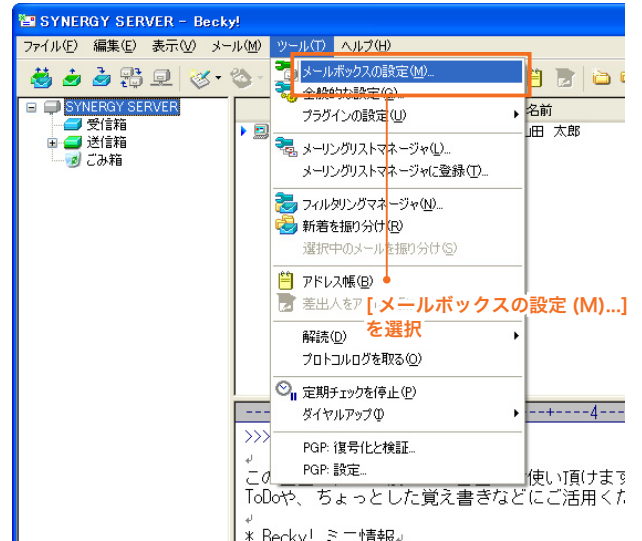 SYNERGY SERVER - Becky!
ファイル(F) 編集(E) 表示(V) メール(M) ツール(T) ヘルプ(H)
SYNERGY SERVER
受信箱
送信箱
ごみ箱
名前
太郎
メールボックスの設定(M)...
全般的な設定(G)...
プラグインの設定(U)
メーリングリストマネージャ(L)...
メーリングリストマネージャに登録(T)...
フィルタリングマネージャ(N)...
新着を振り分け(R)
選択中のメールを振り分け(S)
アドレス帳(B)
差出人をア
[ メールボックスの設定 (M)...]
を選択
解読(D)
プロトコルログを取る(O)
定期チェックを停止(P)
ダイヤルアップ(I)
PGP: 復号化と検証...
PGP: 設定...
----+----4---
>>>
この
使い頂けます
ToDoや、ちょっとした覚え書きなどにご活用くだ
* Becky! ミニ情報